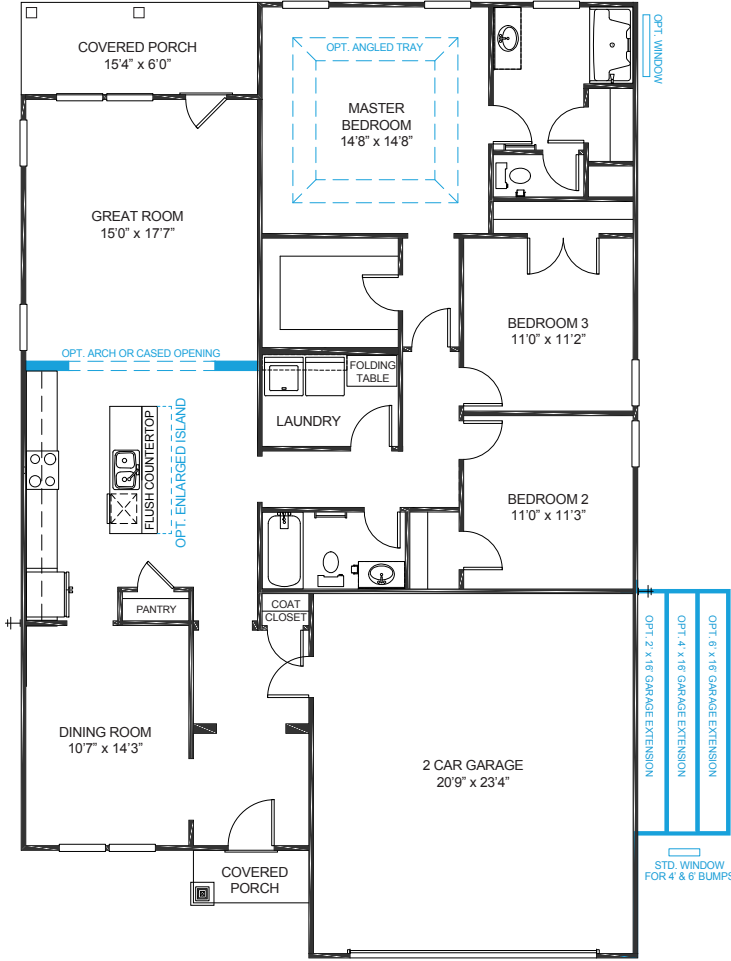 COVERED PORCH
15'4" x 6'0"
OPT. ANGLED TRAY
OPT. WINDOW
MASTER
BEDROOM
14'8" x 14'8"
GREAT ROOM
15'0" x 17'7"
BEDROOM 3
11'0" x 11'2"
OPT. ARCH OR CASED OPENING
FOLDING
TABLE
LAUNDRY
FLUSH COUNTERTOP
OPT. ENLARGED ISLAND
BEDROOM 2
11'0" x 11'3"
PANTRY
COAT
CLOSET
OPT. 2' x 16' GARAGE EXTENSION
OPT. 4' x 16' GARAGE EXTENSION
OPT. 6' x 16' GARAGE EXTENSION
DINING ROOM
10'7" x 14'3"
2 CAR GARAGE
20'9" x 23'4"
COVERED
PORCH
STD. WINDOW
FOR 4' & 6' BUMPS